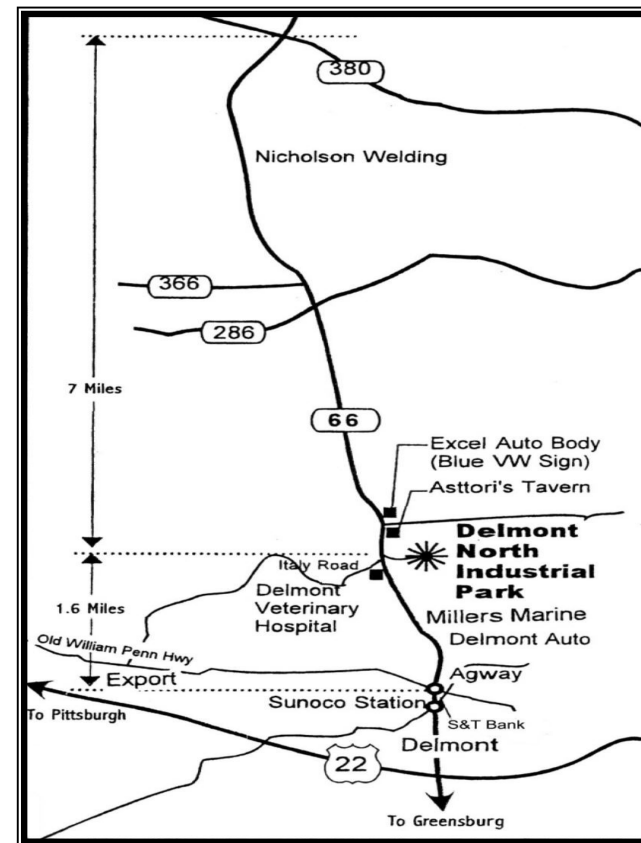 380
Nicholson Welding
366
286
7 Miles
66
Excel Auto Body
(Blue VW Sign)
Asttori's Tavern
Delmont
North
Industrial
Park
Italy Road
Delmont
Veterinary
Hospital
1.6 Miles
Millers Marine
Delmont Auto
Old William Penn Hwy
Export
Agway
Sunoco Station
To Pittsburgh
S&T Bank
Delmont
22
To Greensburg